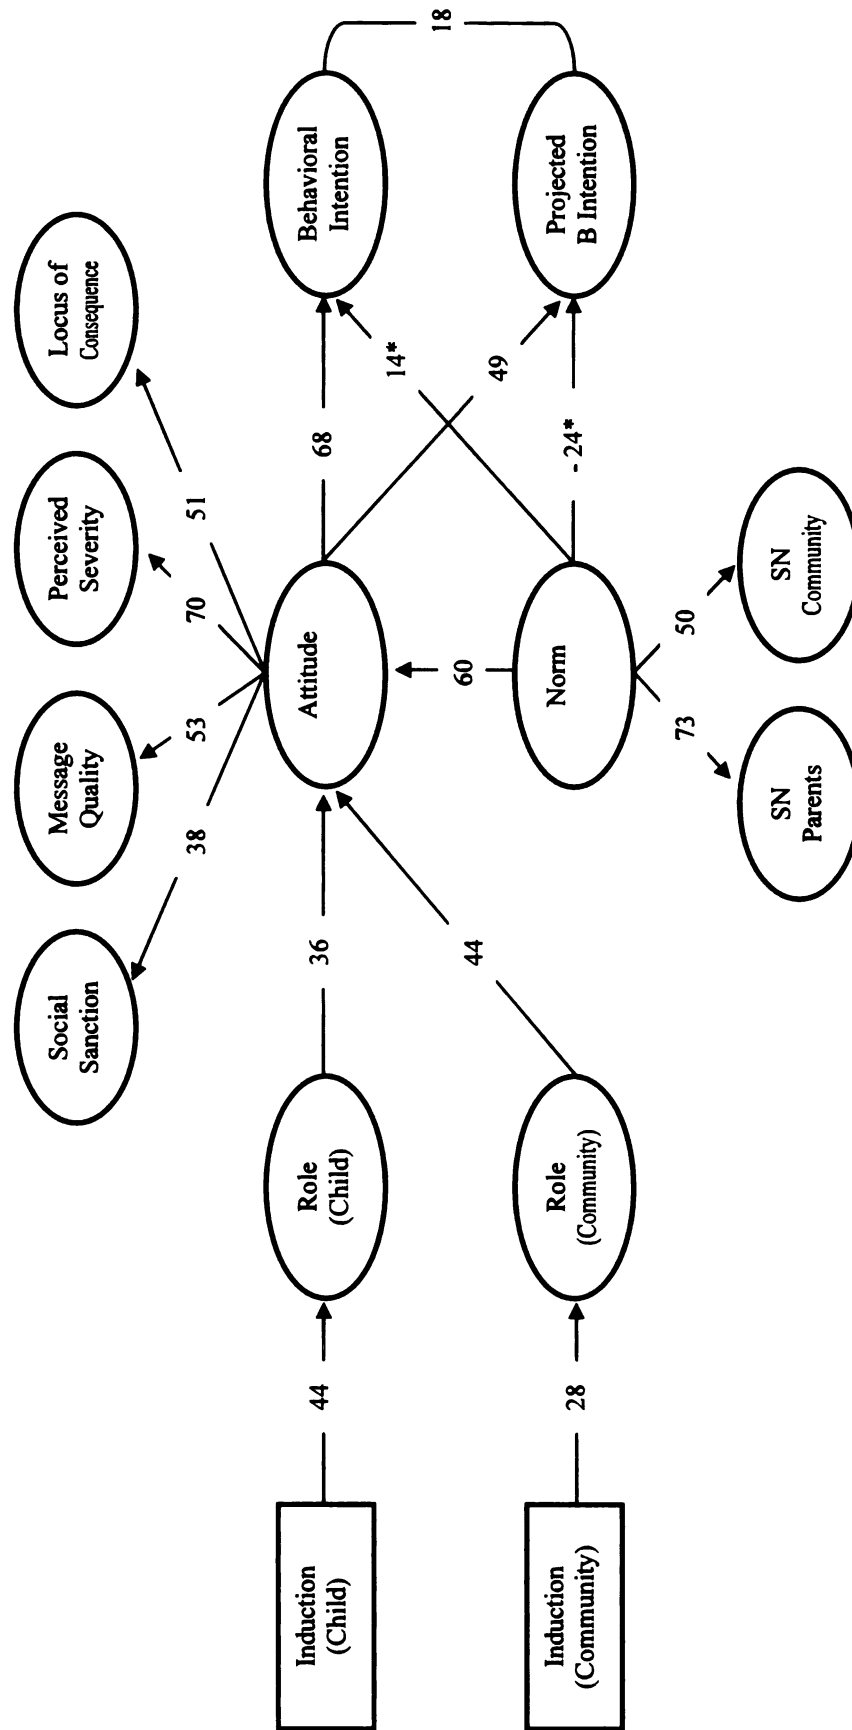 Social
Sanction
Message
Quality
Perceived
Severity
Locus of
Consequence
38
53
70
51
Induction
(Child)
44
Role
(Child)
36
Attitude
68
Behavioral
Intention
18
44
60
14*
49
Induction
(Community)
28
Role
(Community)
Norm
- 24*
Projected
B Intention
73
50
SN
Parents
SN
Community